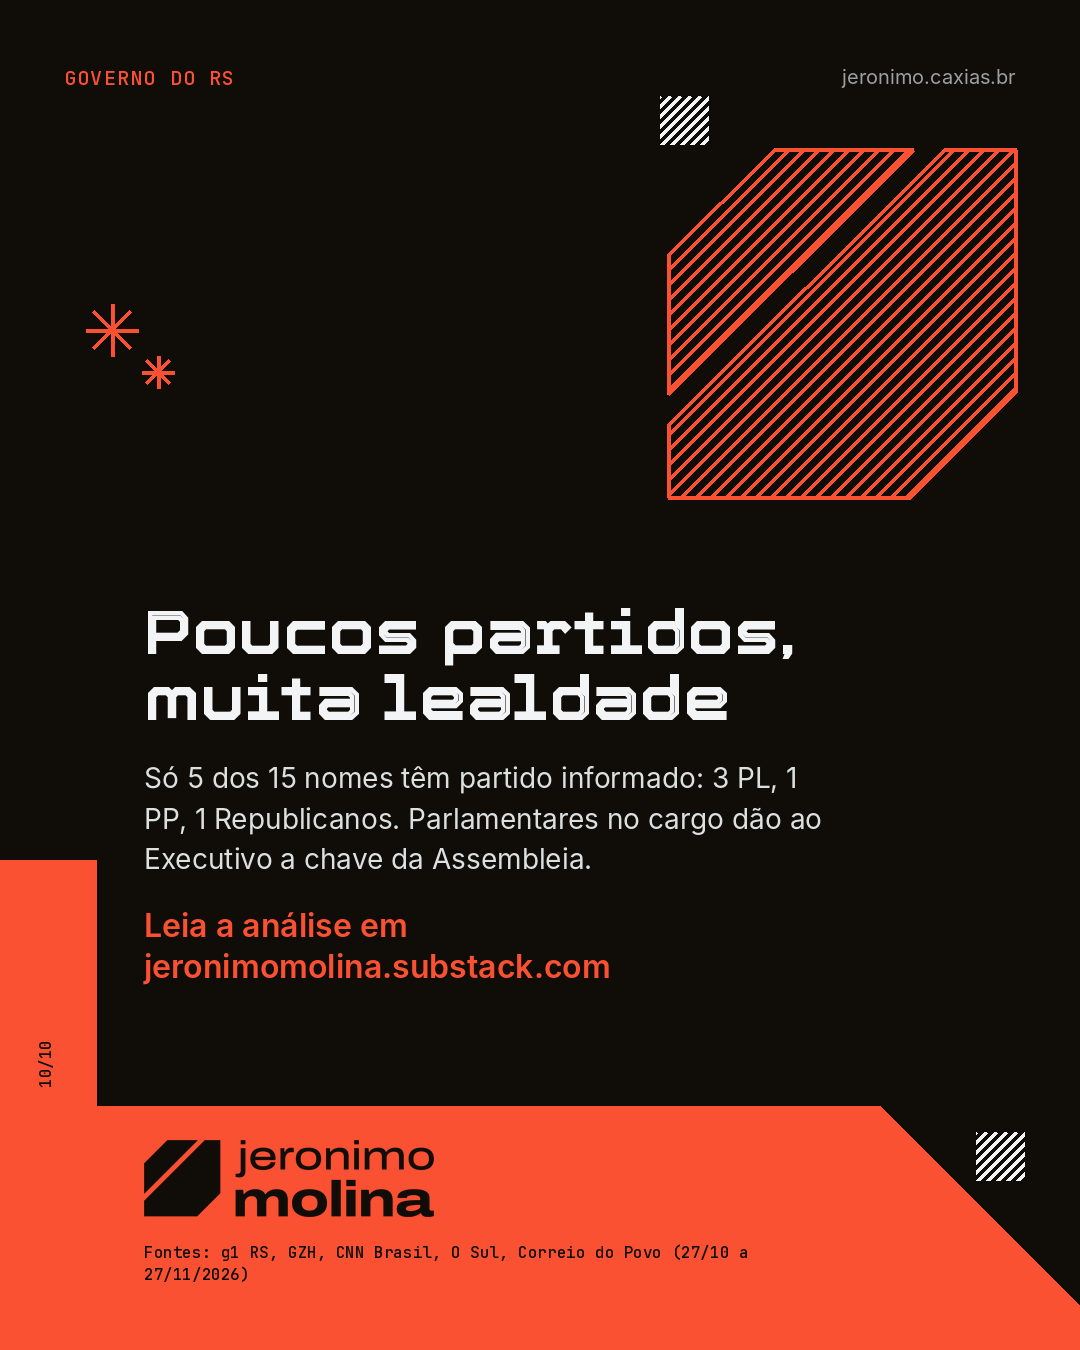 GOVERNO DO RS
jeronimo.caxias.br
Poucos partidos,
muita lealdade
Só 5 dos 15 nomes têm partido informado: 3 PL, 1
PP, 1 Republicanos. Parlamentares no cargo dão ao
Executivo a chave da Assembleia.
Leia a análise em
jeronimomolina.substack.com
10/10
jeronimo
molina
Fontes: g1 RS, GZH, CNN Brasil, O Sul, Correio do Povo (27/10 a
27/11/2026)